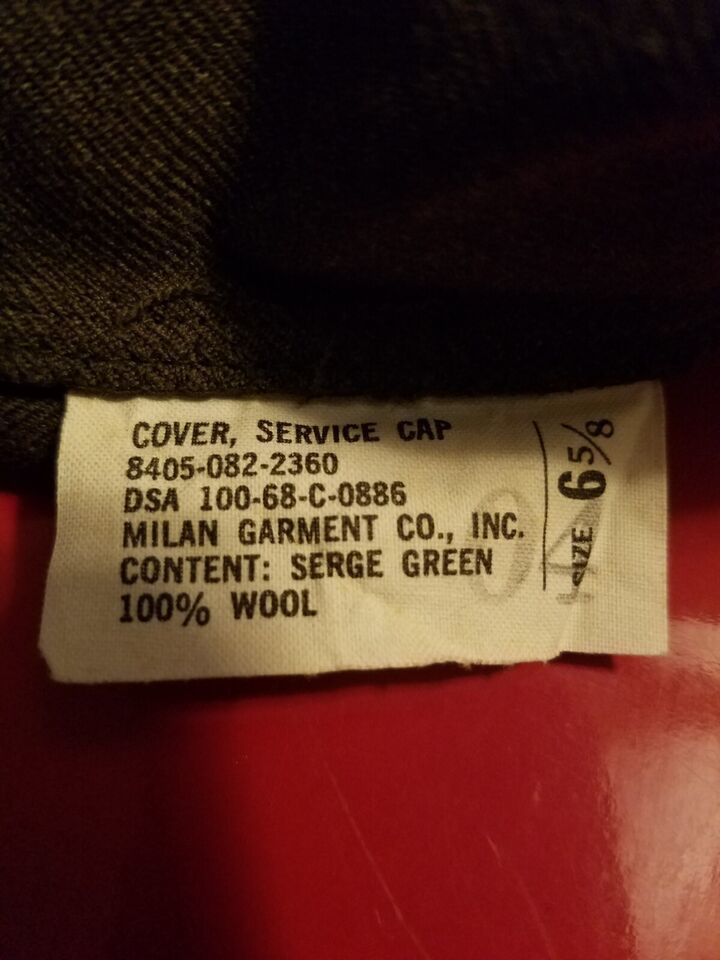 COVER, SERVICE CAP
8405-082-2360
DSA 100-68-C-0886
MILAN GARMENT CO., INC.
CONTENT: SERGE GREEN
100% WOOL
SIZE 6 5/8